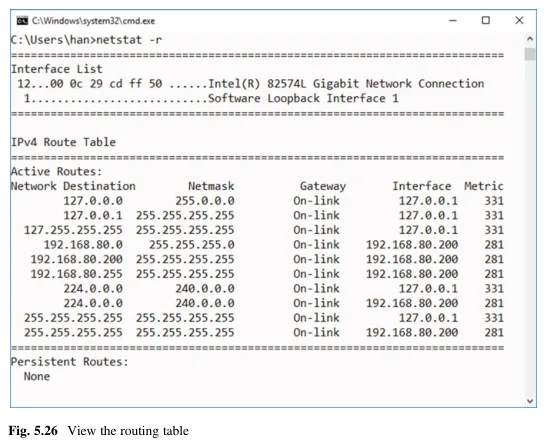 C:\Windows\system32\cmd.exe
C:\Users\han>netstat -r
===========================================================================
Interface List
 12...00 0c 29 cd ff 50 ......Intel(R) 82574L Gigabit Network Connection
  1...........................Software Loopback Interface 1
===========================================================================
IPv4 Route Table
===========================================================================
Active Routes:
Network Destination        Netmask          Gateway       Interface  Metric
        127.0.0.0        255.0.0.0         On-link         127.0.0.1    331
        127.0.0.1  255.255.255.255         On-link         127.0.0.1    331
  127.255.255.255  255.255.255.255         On-link         127.0.0.1    331
     192.168.80.0    255.255.255.0         On-link    192.168.80.200    281
   192.168.80.200  255.255.255.255         On-link    192.168.80.200    281
   192.168.80.255  255.255.255.255         On-link    192.168.80.200    281
        224.0.0.0        240.0.0.0         On-link         127.0.0.1    331
        224.0.0.0        240.0.0.0         On-link    192.168.80.200    281
  255.255.255.255  255.255.255.255         On-link         127.0.0.1    331
  255.255.255.255  255.255.255.255         On-link    192.168.80.200    281
===========================================================================
Persistent Routes:
  None
Fig. 5.26 View the routing table